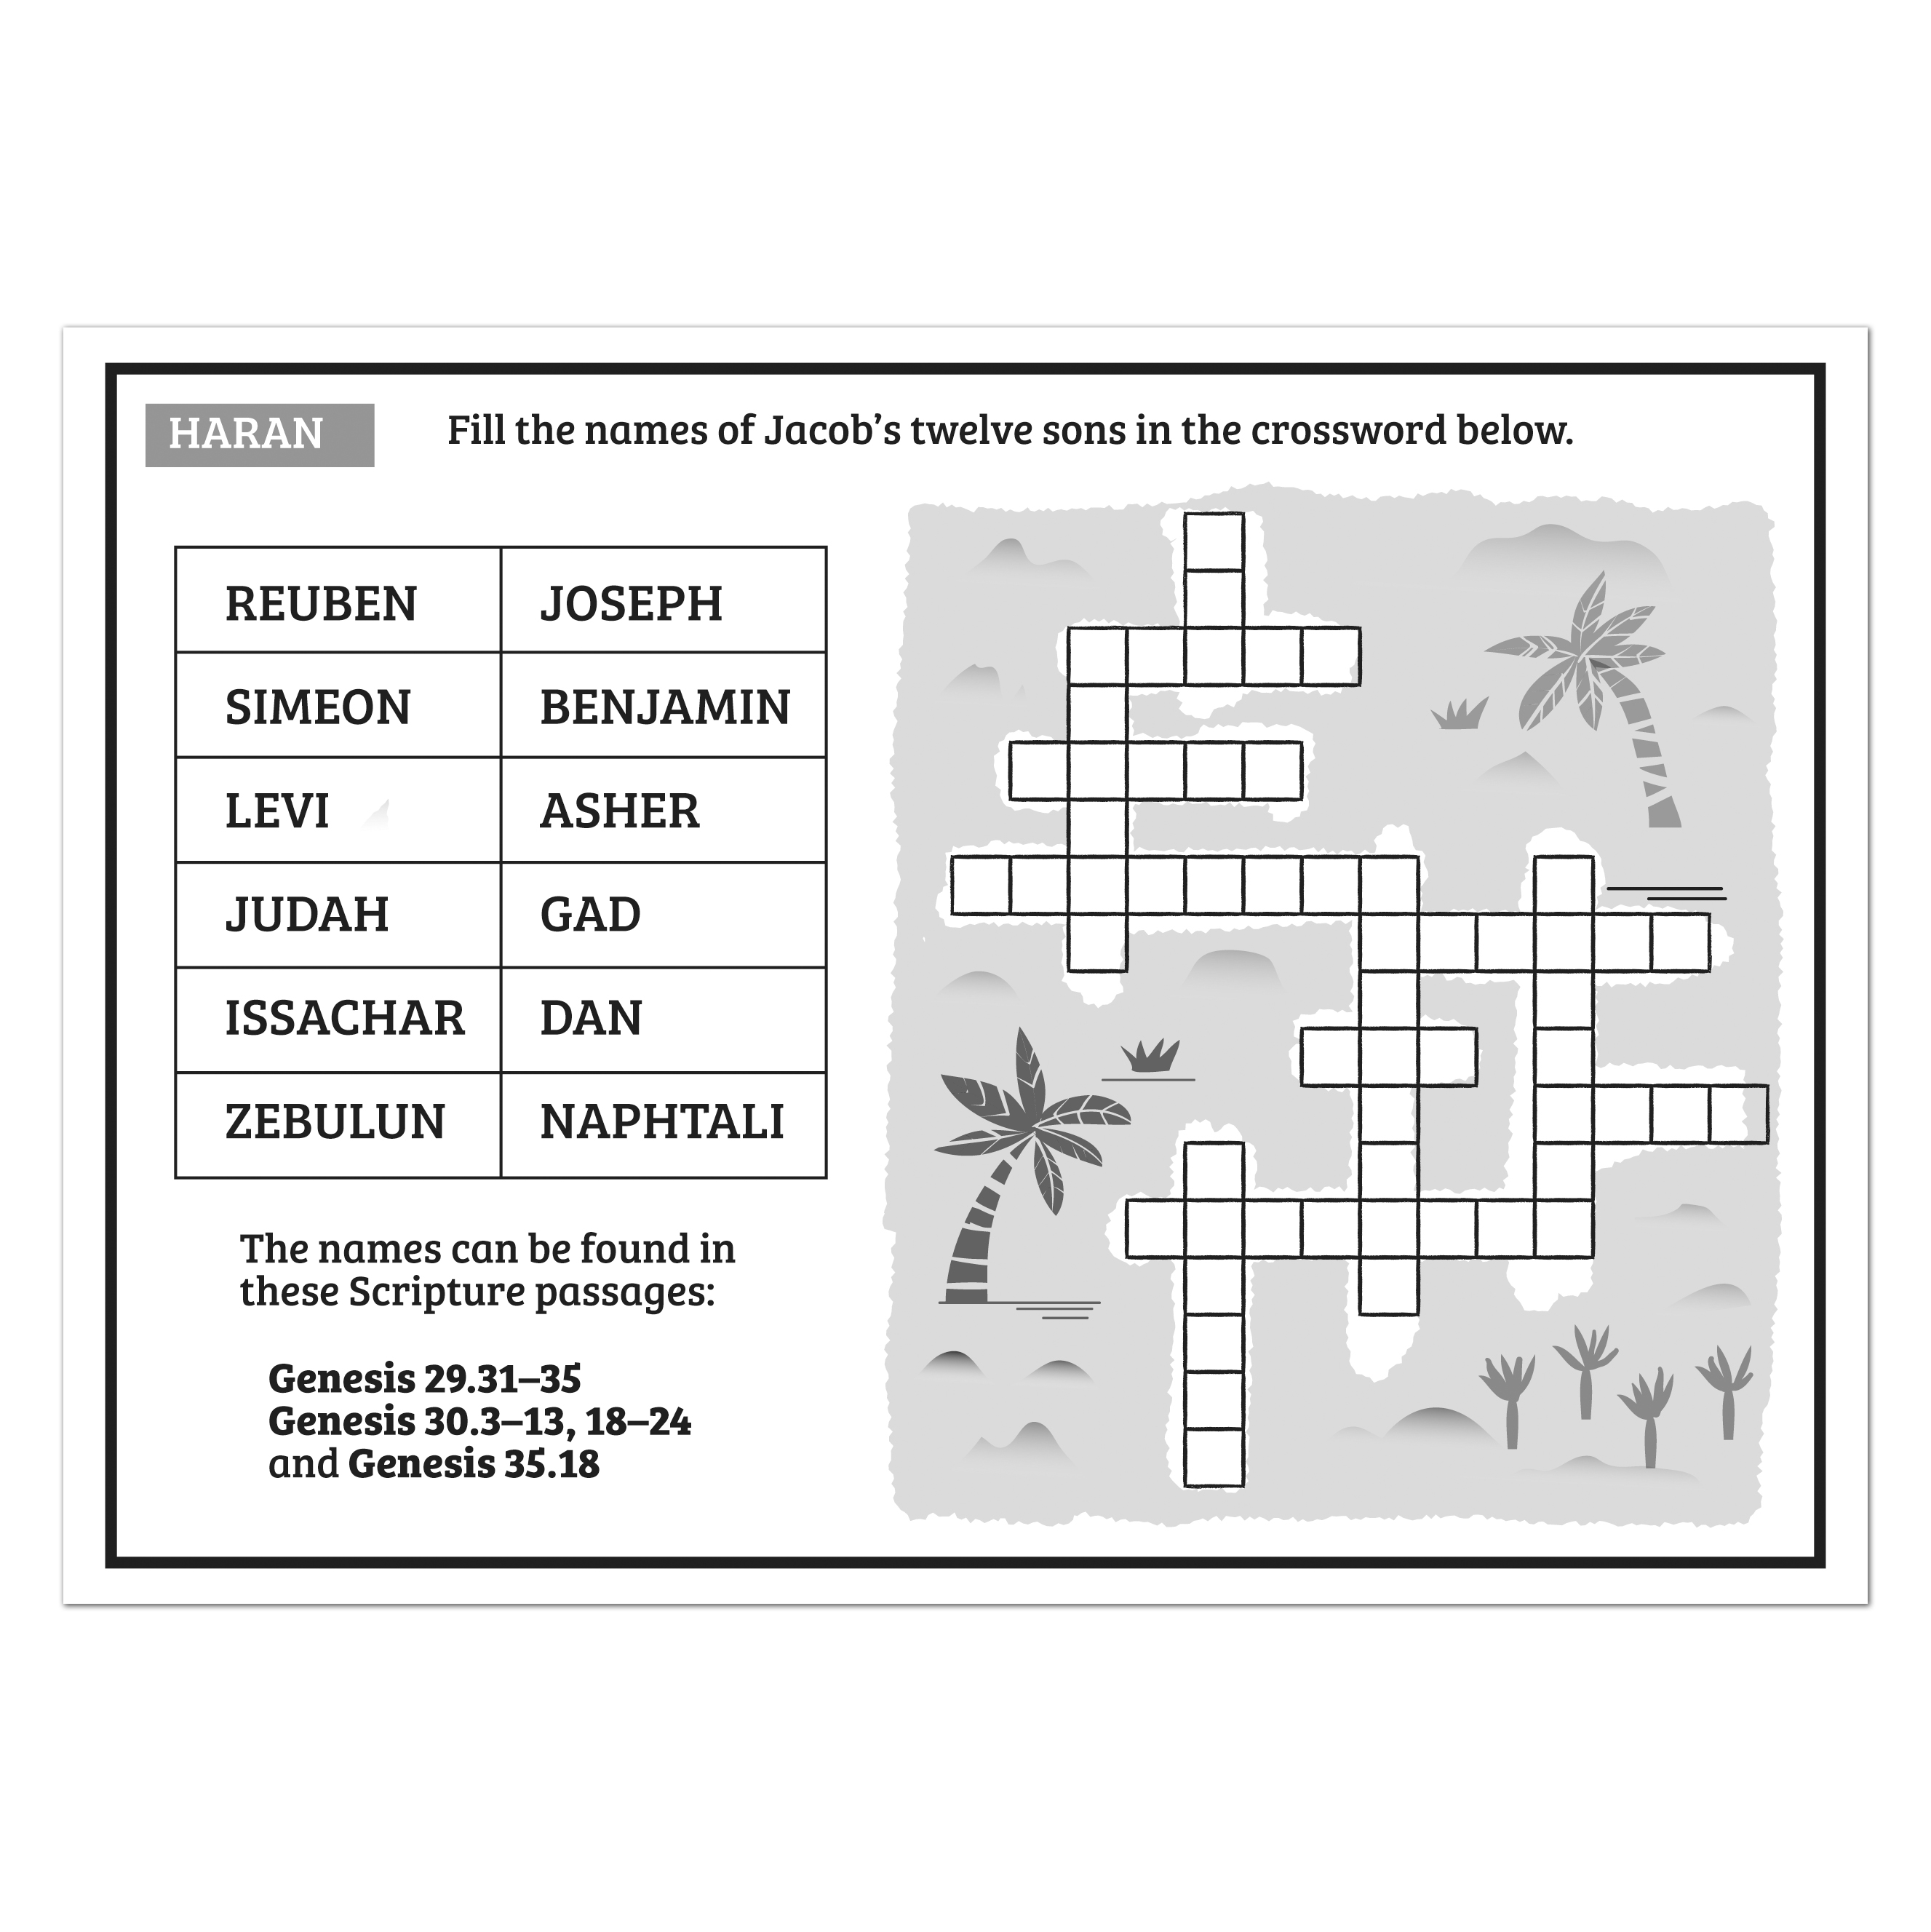 HARAN
Fill the names of Jacob’s twelve sons in the crossword below.
REUBEN JOSEPH
SIMEON BENJAMIN
LEVI ASHER
JUDAH GAD
ISSACHAR DAN
ZEBULUN NAPHTALI
The names can be found in
these Scripture passages:
Genesis 29.31–35
Genesis 30.3–13, 18–24
and Genesis 35.18